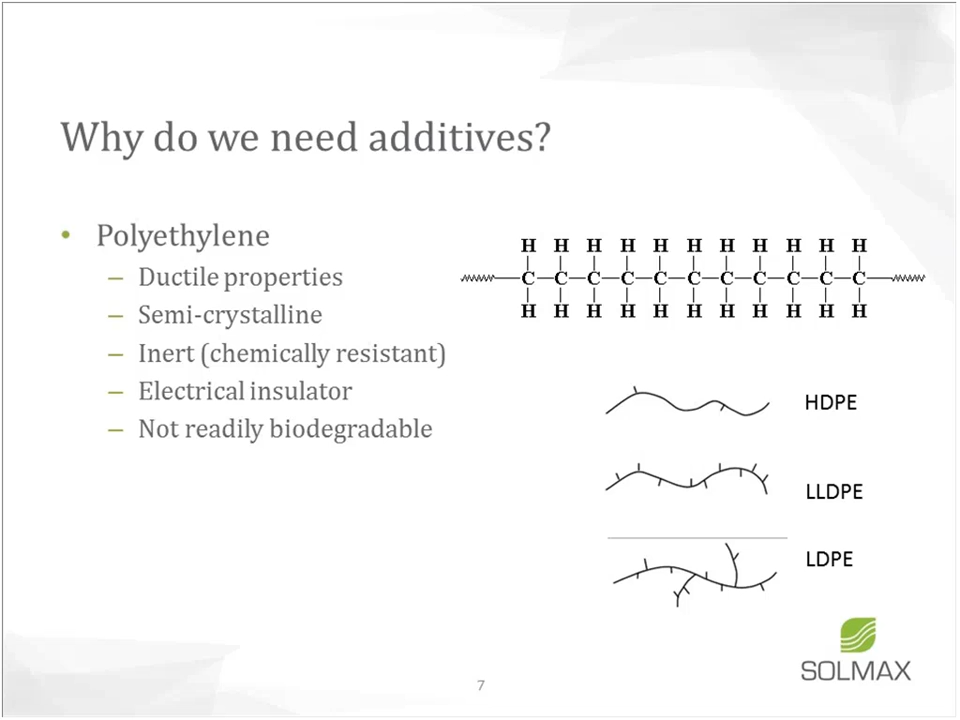 Why do we need additives?
• Polyethylene
– Ductile properties
– Semi-crystalline
– Inert (chemically resistant)
– Electrical insulator
– Not readily biodegradable
H H H H H H H H H H H
C C C C C C C C C C C
H H H H H H H H H H H
HDPE
LLDPE
LDPE
SOLMAX
7